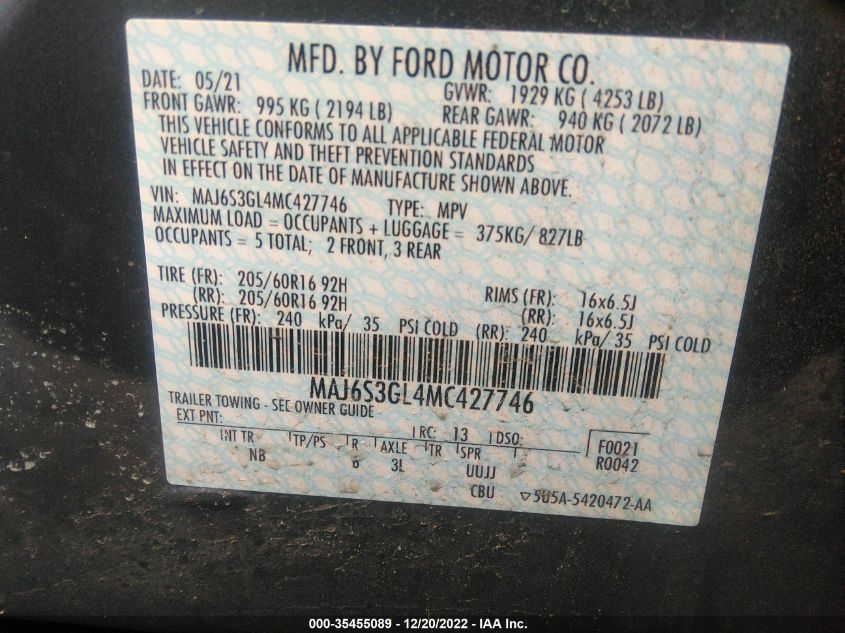 MFD. BY FORD MOTOR CO.
DATE: 05/21 GVWR: 1929 KG ( 4253 LB)
FRONT GAWR: 995 KG ( 2194 LB) REAR GAWR: 940 KG ( 2072 LB)
THIS VEHICLE CONFORMS TO ALL APPLICABLE FEDERAL MOTOR
VEHICLE SAFETY AND THEFT PREVENTION STANDARDS
IN EFFECT ON THE DATE OF MANUFACTURE SHOWN ABOVE.
VIN: MAJ6S3GL4MC427746 TYPE: MPV
MAXIMUM LOAD = OCCUPANTS + LUGGAGE = 375KG/ 827LB
OCCUPANTS = 5 TOTAL; 2 FRONT, 3 REAR
TIRE (FR): 205/60R16 92H RIMS (FR): 16x6.5J
(RR): 205/60R16 92H (RR): 16x6.5J
PRESSURE (FR): 240 kPa/ 35 PSI COLD (RR): 240 kPa/ 35 PSI COLD
MAJ6S3GL4MC427746
TRAILER TOWING - SEE OWNER GUIDE
EXT PNT: RC: 13 DSO: F0021
INT TR TP/PS R AXLE TR SPR R0042
NB 6 3L UUJJ
CBU 5U5A-5420472-AA
000-35455089 - 12/20/2022 - IAA Inc.